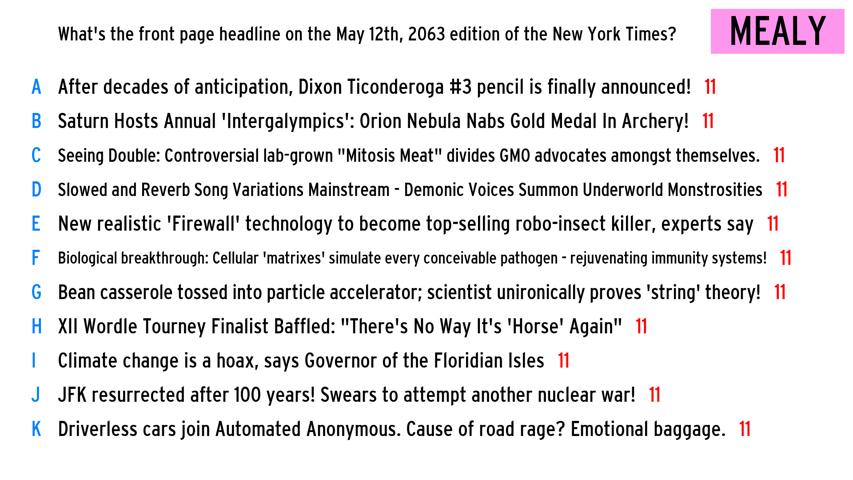 What's the front page headline on the May 12th, 2063 edition of the New York Times?
MEALY
A After decades of anticipation, Dixon Ticonderoga #3 pencil is finally announced! 11
B Saturn Hosts Annual 'Intergalympics': Orion Nebula Nabs Gold Medal In Archery! 11
C Seeing Double: Controversial lab-grown "Mitosis Meat" divides GMO advocates amongst themselves. 11
D Slowed and Reverb Song Variations Mainstream - Demonic Voices Summon Underworld Monstrosities 11
E New realistic 'Firewall' technology to become top-selling robo-insect killer, experts say 11
F Biological breakthrough: Cellular 'matrixes' simulate every conceivable pathogen - rejuvenating immunity systems! 11
G Bean casserole tossed into particle accelerator; scientist unironically proves 'string' theory! 11
H XII Wordle Tourney Finalist Baffled: "There's No Way It's 'Horse' Again" 11
I Climate change is a hoax, says Governor of the Floridian Isles 11
J JFK resurrected after 100 years! Swears to attempt another nuclear war! 11
K Driverless cars join Automated Anonymous. Cause of road rage? Emotional baggage. 11